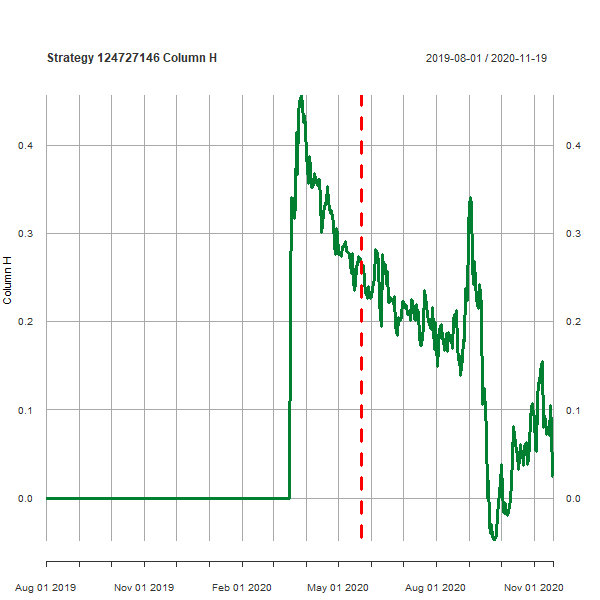 Strategy 124727146 Column H
2019-08-01 / 2020-11-19
0.4
0.4
0.3
0.3
0.2
0.2
0.1
0.1
0.0
0.0
Column H
Aug 01 2019
Nov 01 2019
Feb 01 2020
May 01 2020
Aug 01 2020
Nov 01 2020